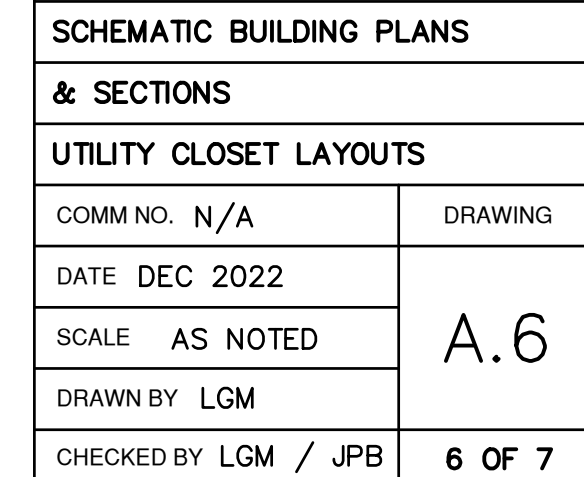 SCHEMATIC BUILDING PLANS
& SECTIONS
UTILITY CLOSET LAYOUTS
COMM NO. N/A
DRAWING
DATE DEC 2022
SCALE AS NOTED
A.6
DRAWN BY LGM
CHECKED BY LGM / JPB
6 OF 7